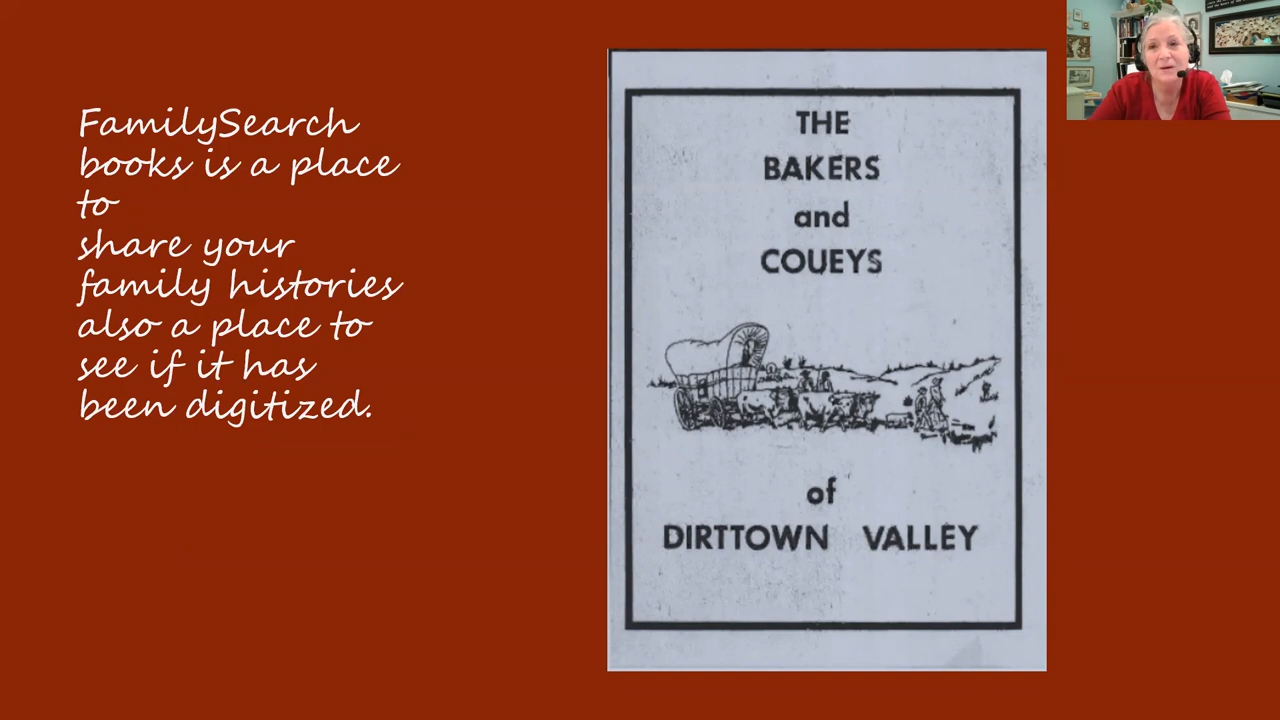 FamilySearch
books is a place
to
share your
family histories
also a place to
see if it has
been digitized.
THE
BAKERS
and
COUEYS
of
DIRTTOWN VALLEY